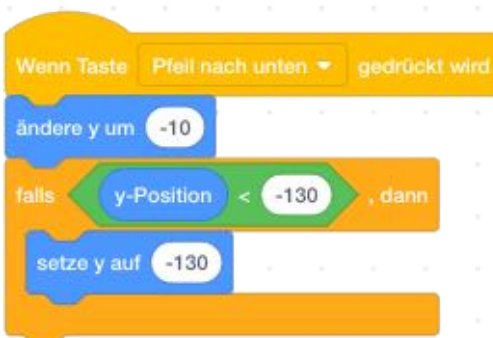 Wenn Taste Pfeil nach unten gedrückt wird
ändere y um -10
falls y-Position < -130 , dann
setze y auf -130